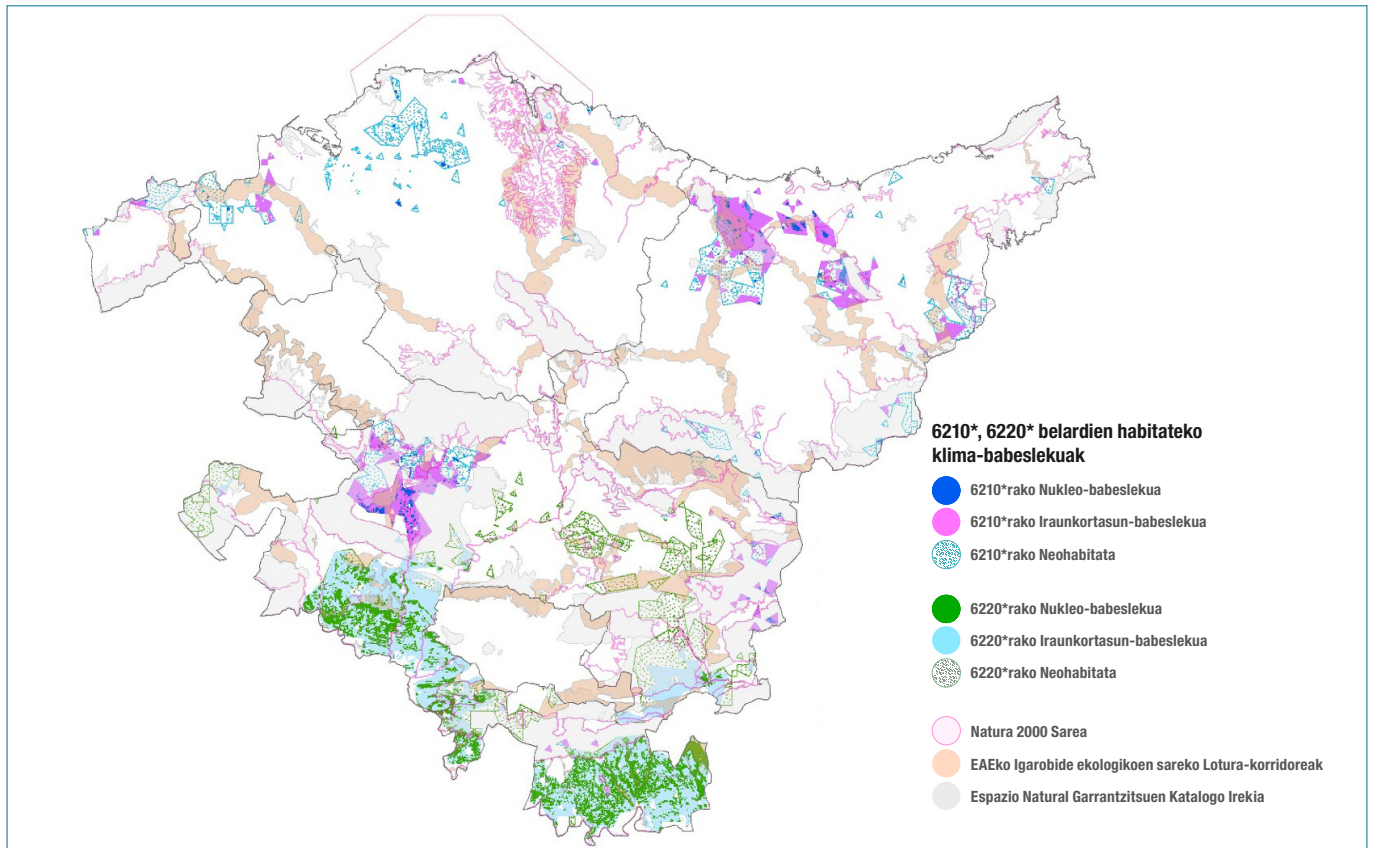 6210*, 6220* belardien habitateko
klima-babeslekuak
6210*rako Nukleo-babeslekua
6210*rako Iraunkortasun-babeslekua
6210*rako Neohabitata
6220*rako Nukleo-babeslekua
6220*rako Iraunkortasun-babeslekua
6220*rako Neohabitata
Natura 2000 Sarea
EAEko Igarobide ekologikoen sareko Lotura-korridoreak
Espazio Natural Garrantzitsuen Katalogo Irekia